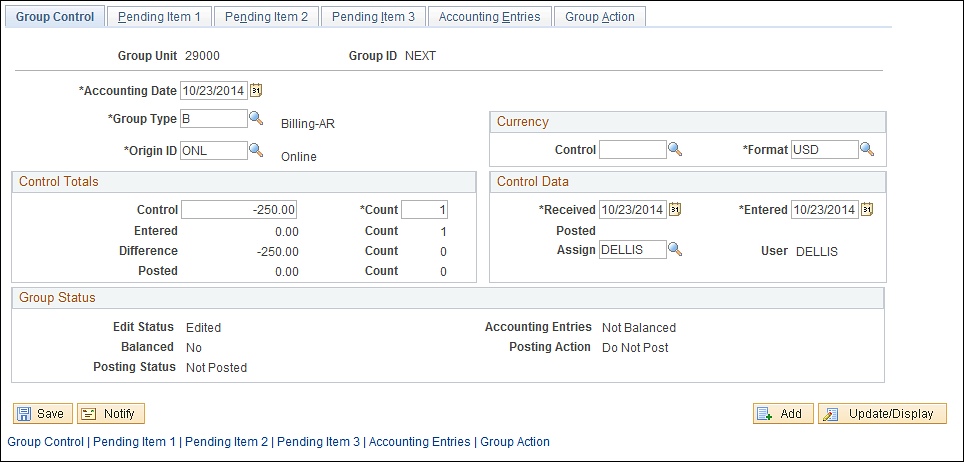 Group Control Pending Item 1 Pending Item 2 Pending Item 3 Accounting Entries Group Action
Group Unit 29000 Group ID NEXT
*Accounting Date 10/23/2014 31
*Group Type B Billing-AR
*Origin ID ONL Online
Currency
Control *Format USD
Control Totals
Control -250.00 *Count 1
Entered 0.00 Count 1
Difference -250.00 Count 0
Posted 0.00 Count 0
Control Data
*Received 10/23/2014 31 *Entered 10/23/2014 31
Posted
Assign DELLIS User DELLIS
Group Status
Edit Status Edited Accounting Entries Not Balanced
Balanced No Posting Action Do Not Post
Posting Status Not Posted
Save Notify Add Update/Display
Group Control | Pending Item 1 | Pending Item 2 | Pending Item 3 | Accounting Entries | Group Action